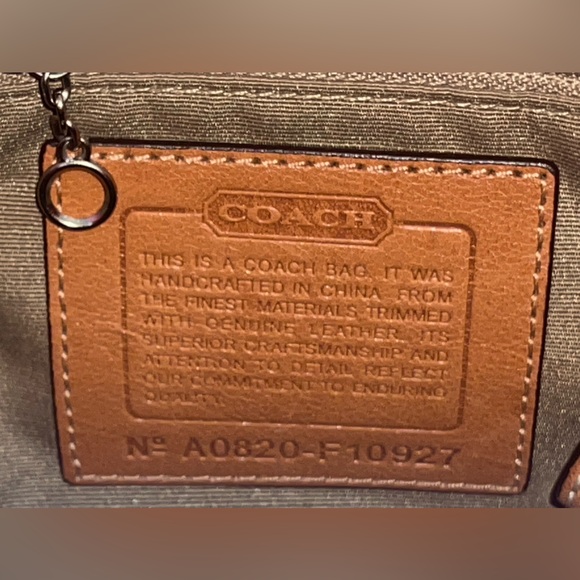 COACH
THIS IS A COACH BAG. IT WAS
HANDCRAFTED IN CHINA FROM
THE FINEST MATERIALS TRIMMED
WITH GENUINE LEATHER. ITS
SUPERIOR CRAFTSMANSHIP AND
ATTENTION TO DETAIL REFLECT
OUR COMMITMENT TO ENDURING
QUALITY.
Nº A0820-F10927